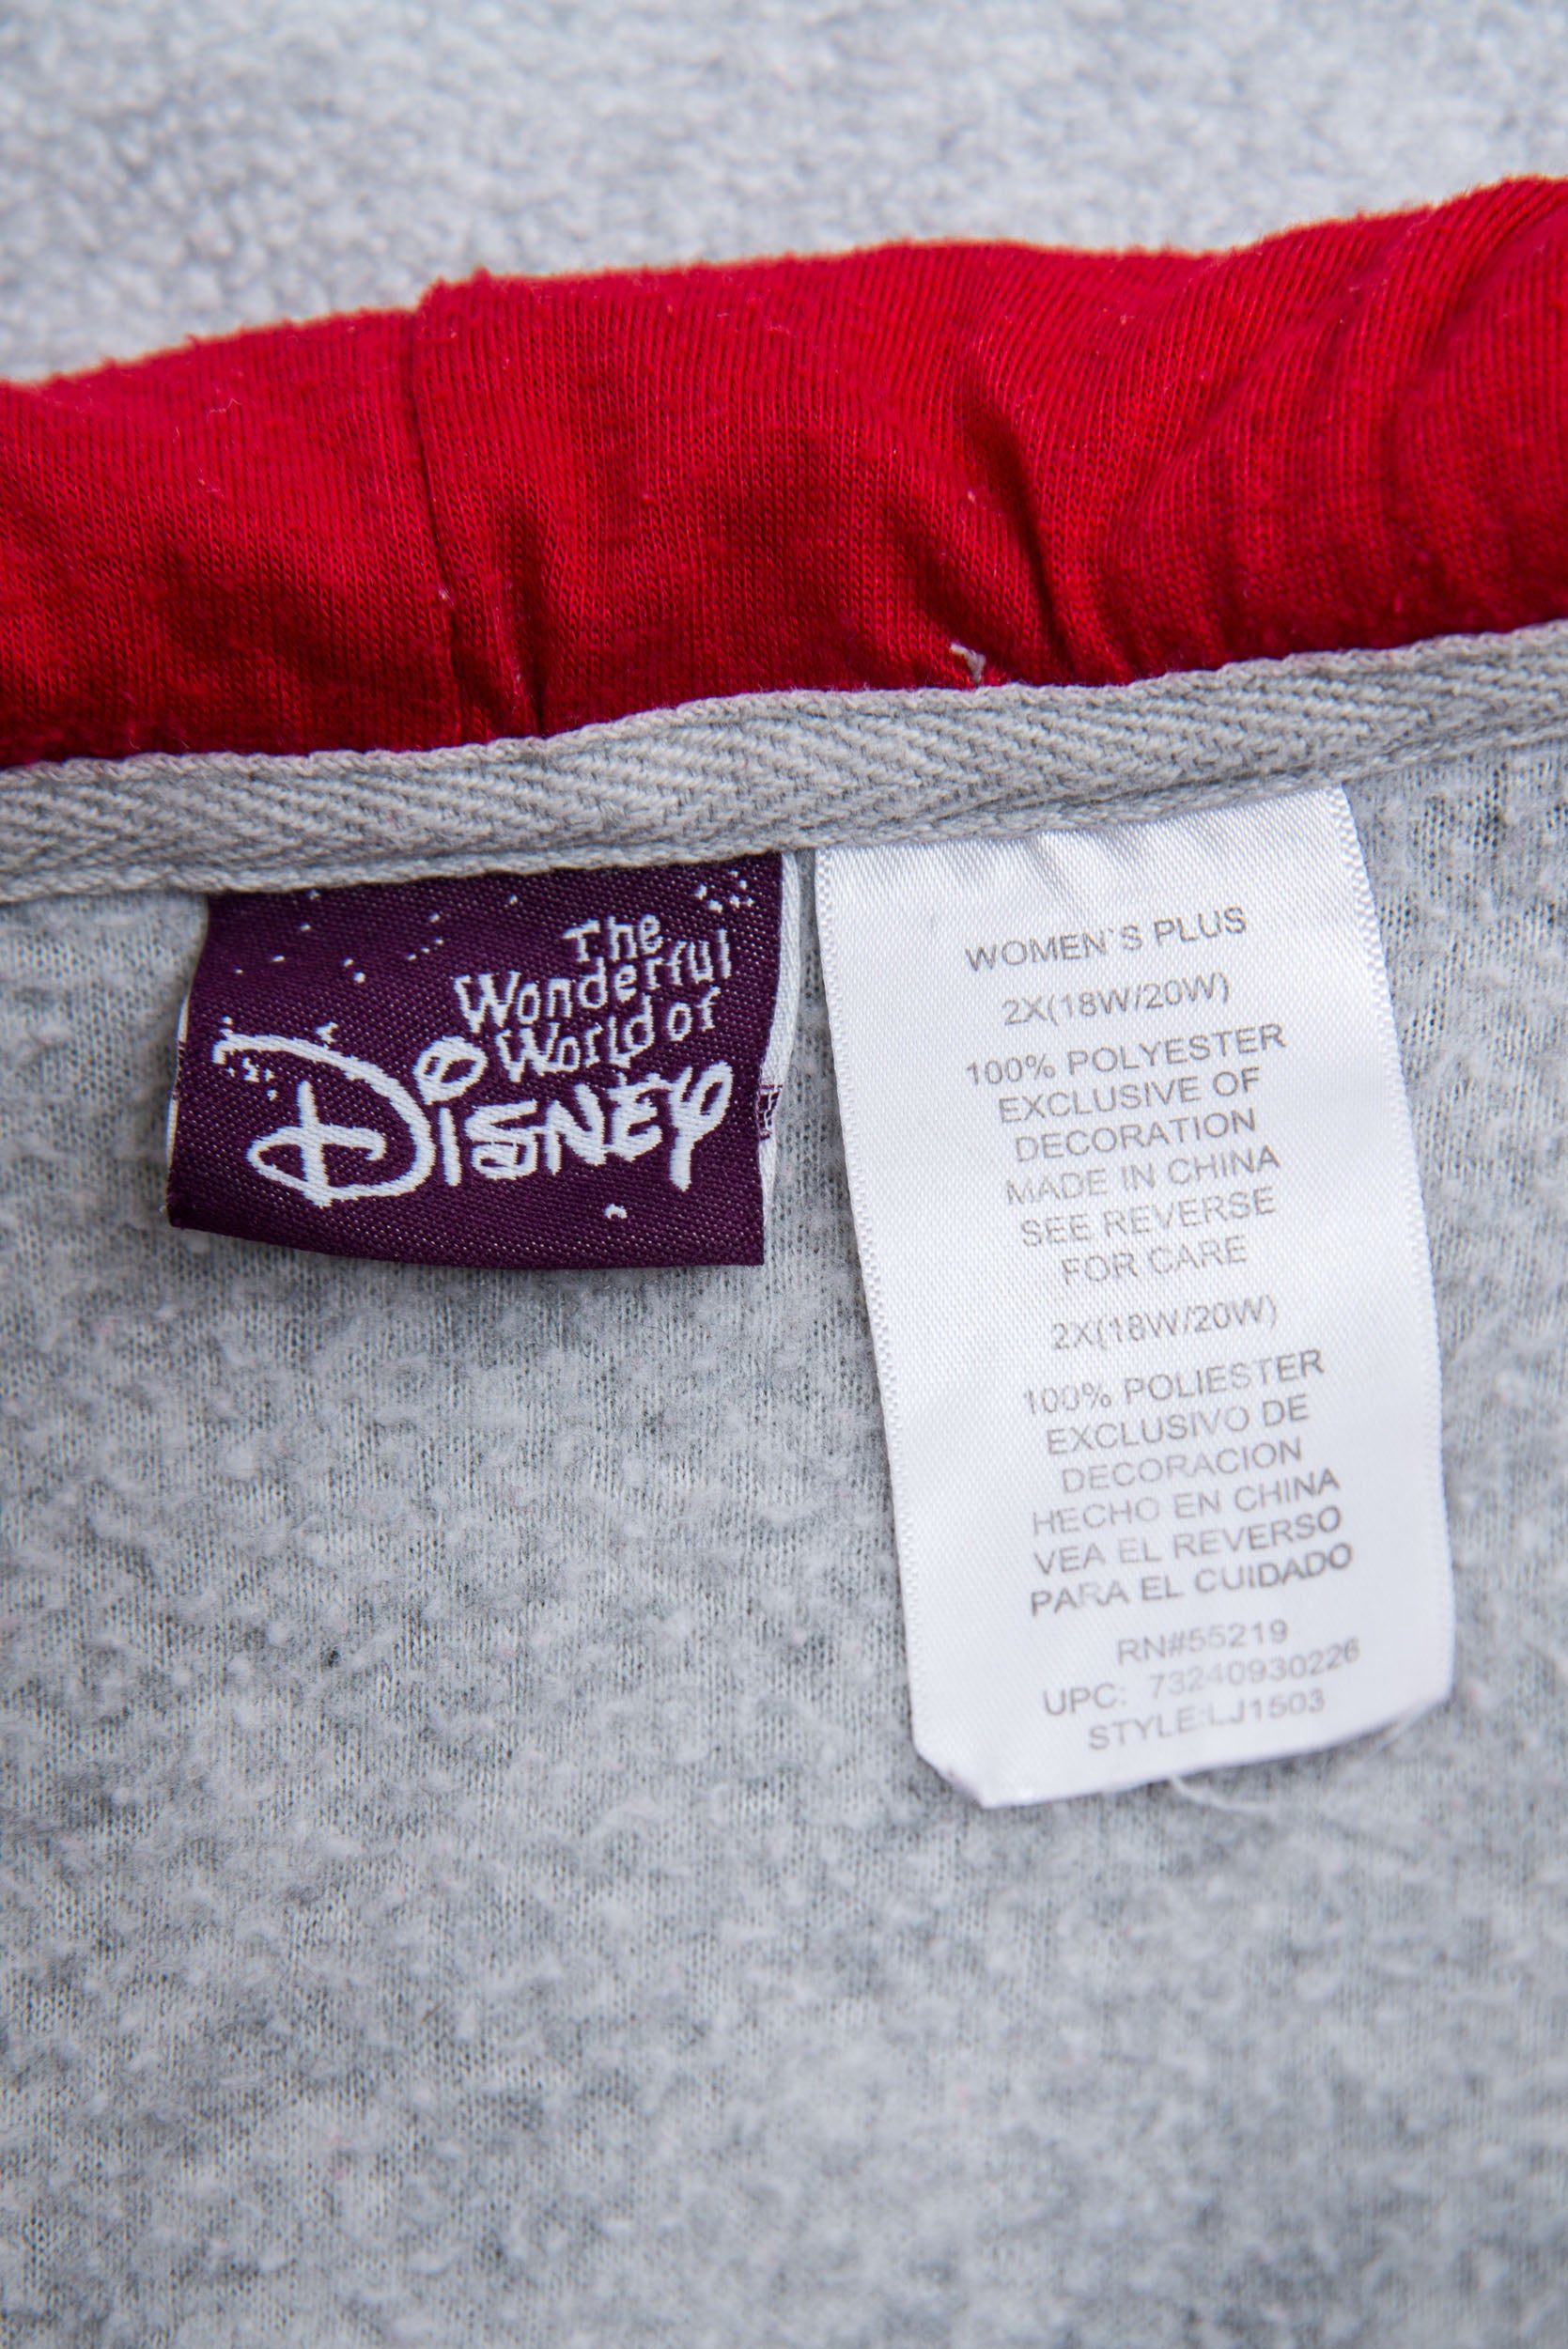 The
Wonderful
World of
DISNEY
WOMEN`S PLUS
2X(18W/20W)
100% POLYESTER
EXCLUSIVE OF
DECORATION
MADE IN CHINA
SEE REVERSE
FOR CARE
2X(18W/20W)
100% POLIESTER
EXCLUSIVO DE
DECORACION
HECHO EN CHINA
VEA EL REVERSO
PARA EL CUIDADO
RN#55219
UPC: 73240930226
STYLE:LJ1503